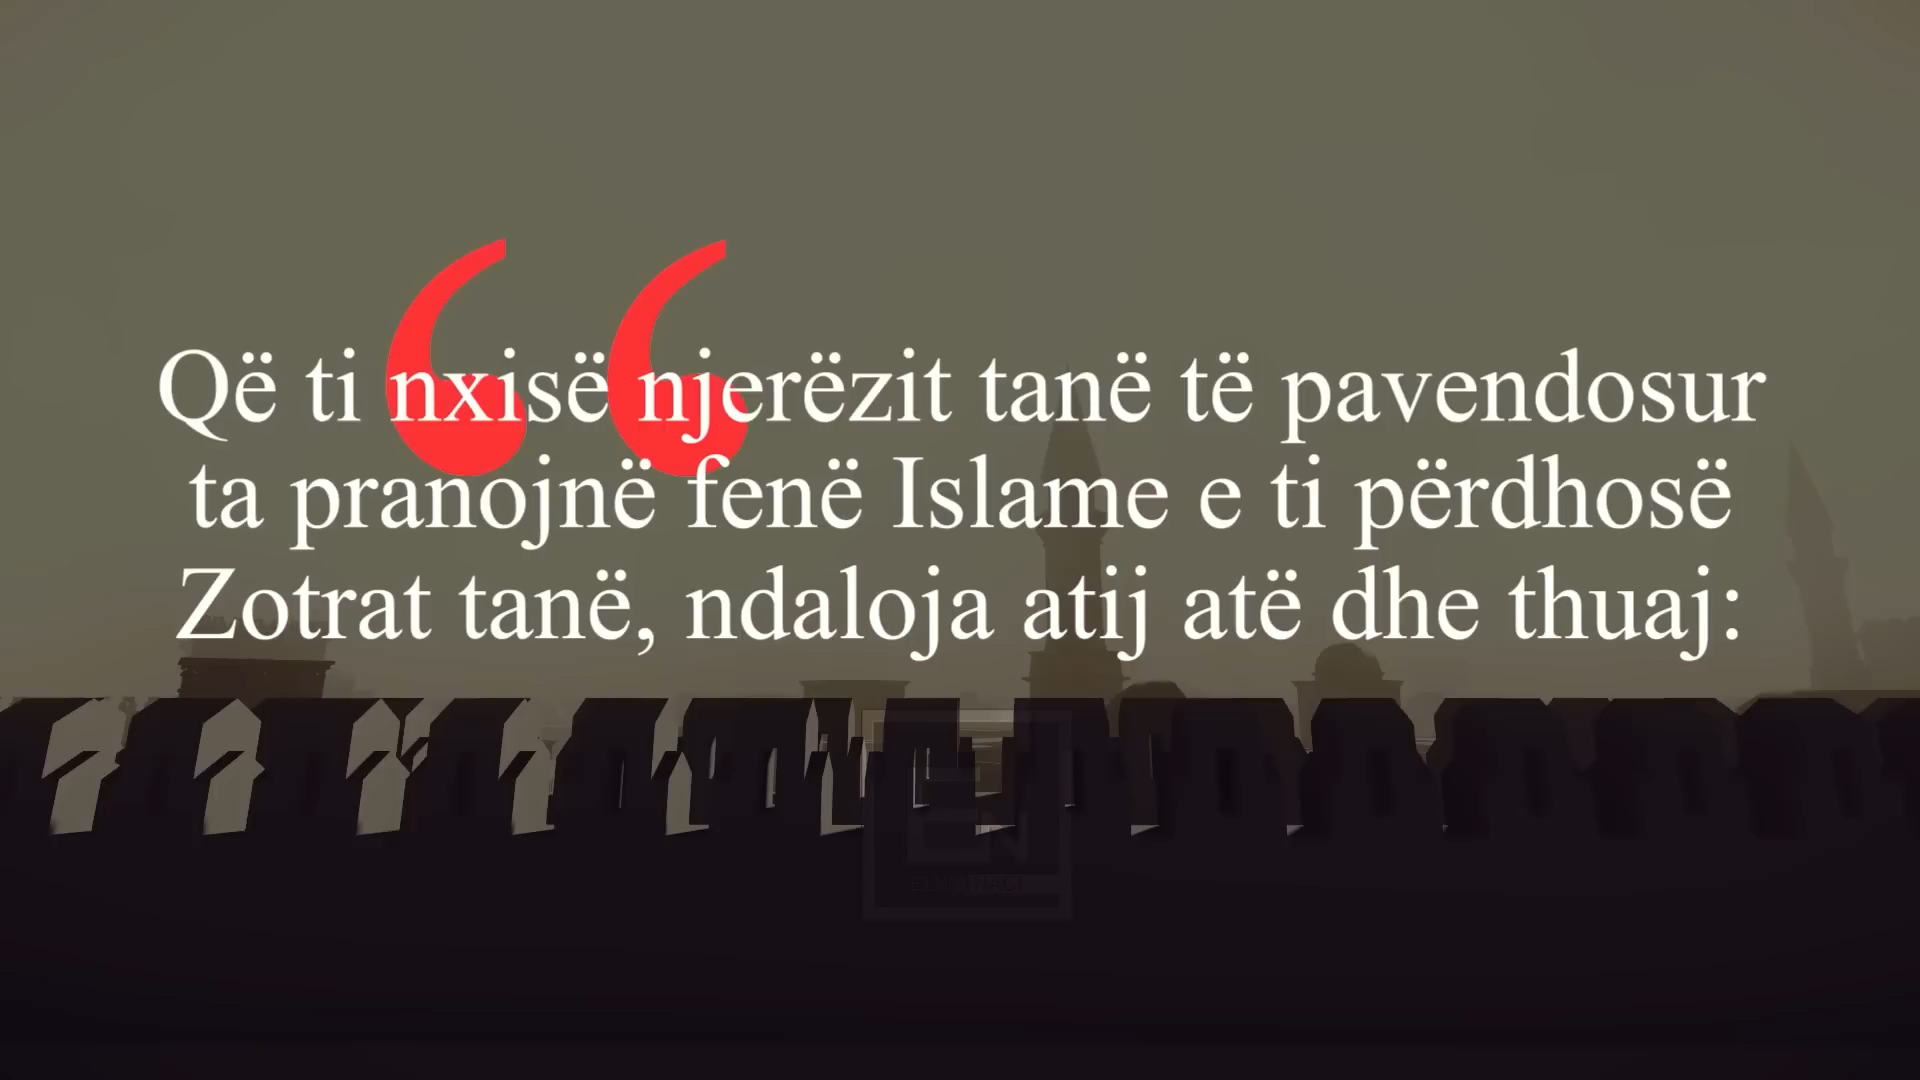 Që ti nxisë njerëzit tanë të pavendosur
ta pranojnë fenë Islame e ti përdhosë
Zotrat tanë, ndaloja atij atë dhe thuaj: